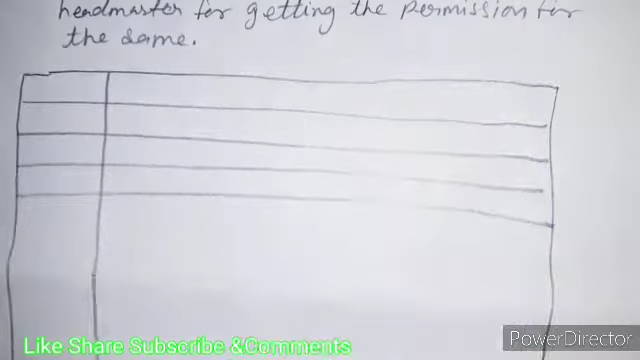 headmaster for getting the permission for
the same.
Like Share Subscribe &Comments
PowerDirector